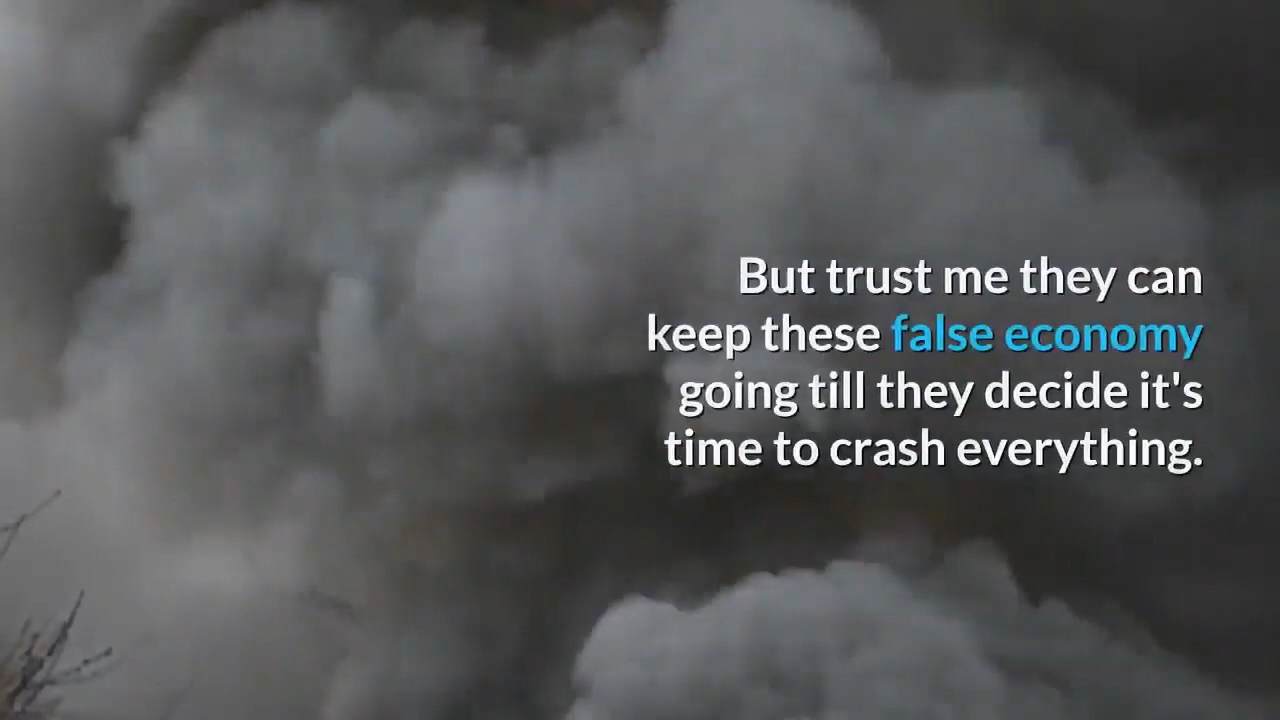 But trust me they can
keep these false economy
going till they decide it's
time to crash everything.